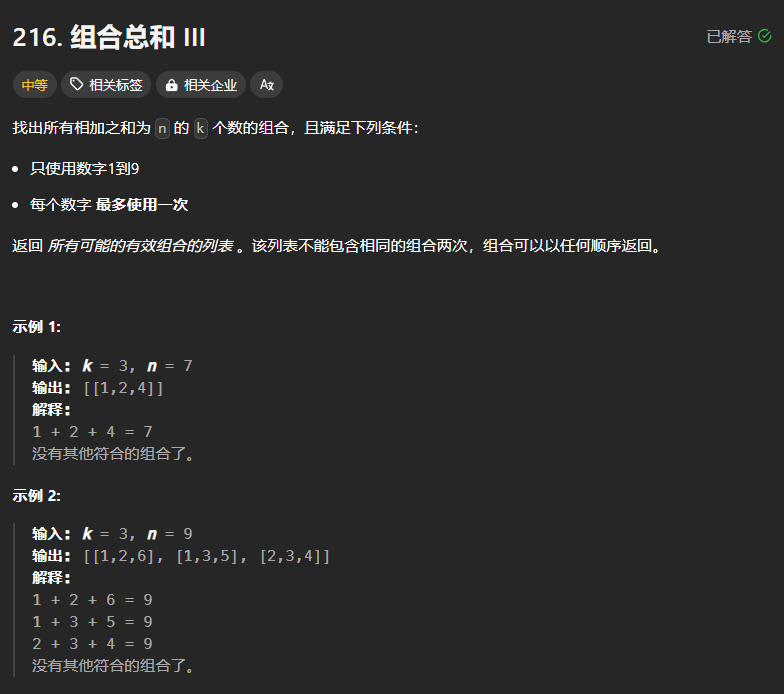 216. 组合总和 III
已解答
中等 相关标签 相关企业 Aあ
找出所有相加之和为 n 的 k 个数的组合，且满足下列条件：
只使用数字1到9
每个数字 最多使用一次
返回 所有可能的有效组合的列表 。该列表不能包含相同的组合两次，组合可以以任何顺序返回。
示例 1:
输入: k = 3, n = 7
输出: [[1,2,4]]
解释:
1 + 2 + 4 = 7
没有其他符合的组合了。
示例 2:
输入: k = 3, n = 9
输出: [[1,2,6], [1,3,5], [2,3,4]]
解释:
1 + 2 + 6 = 9
1 + 3 + 5 = 9
2 + 3 + 4 = 9
没有其他符合的组合了。